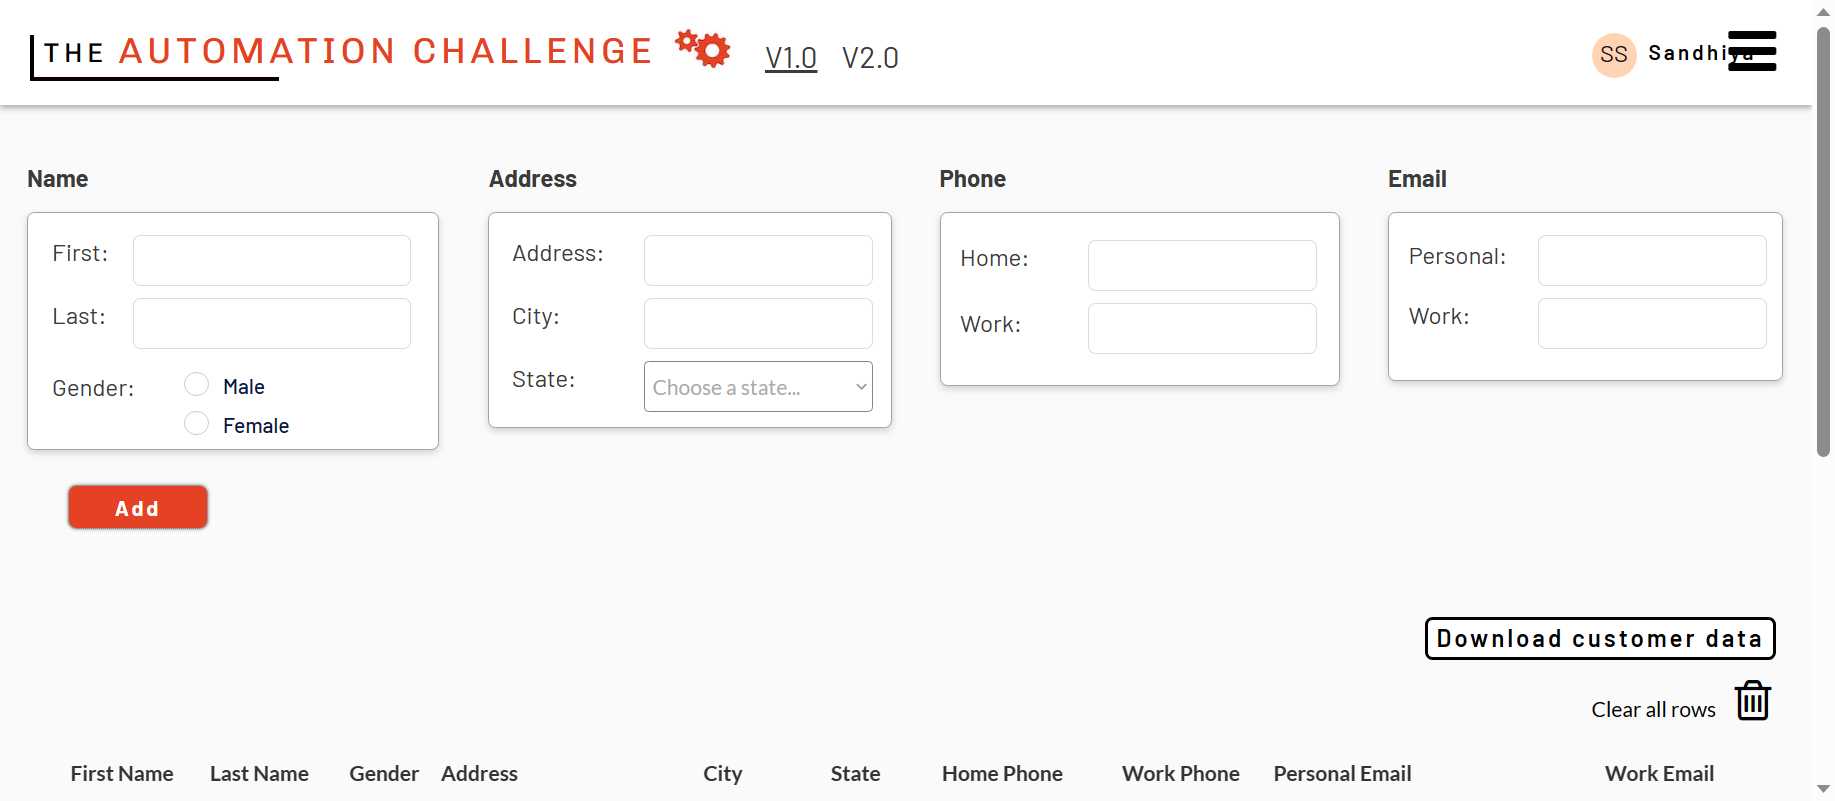 THE AUTOMATION CHALLENGE V1.0 V2.0 SS Sandhiya
Name Address Phone Email
First: Address: Home: Personal:
Last: City: Work: Work:
Gender: Male State: Choose a state...
Female
Add
Download customer data
Clear all rows
First Name Last Name Gender Address City State Home Phone Work Phone Personal Email Work Email